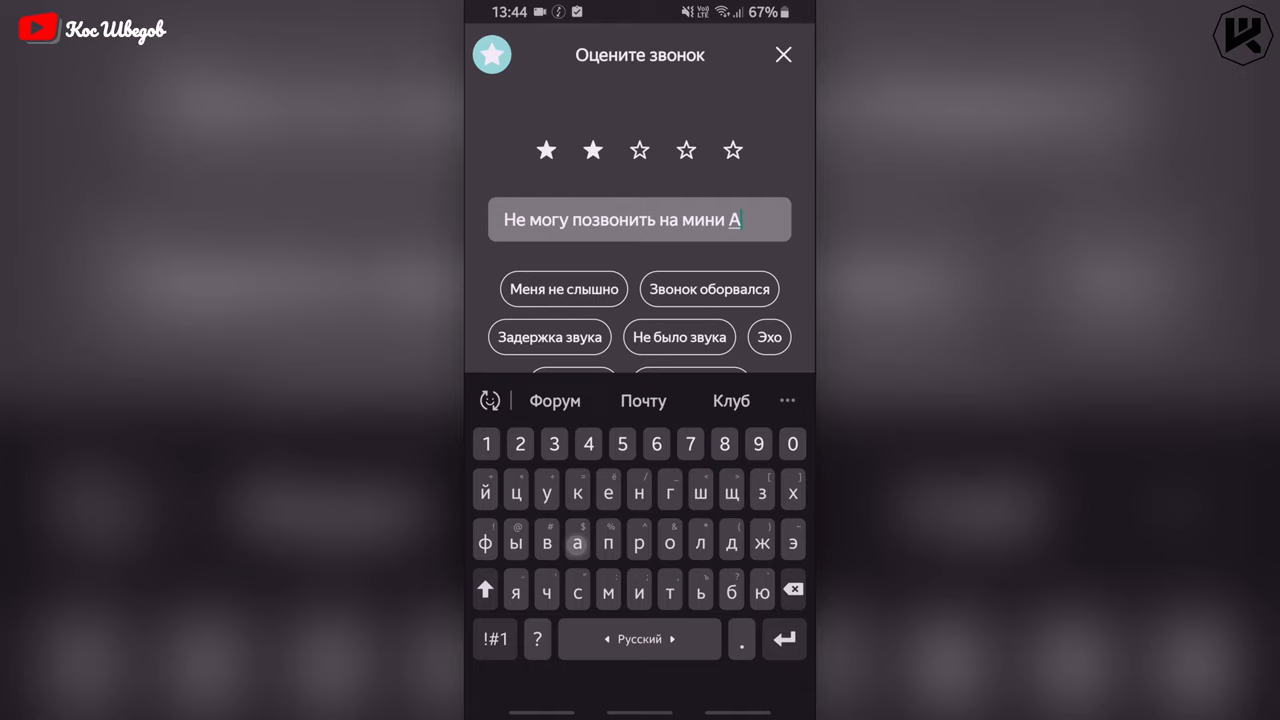 Кос Шведов
13:44 67%
Оцените звонок
Не могу позвонить на мини А
Меня не слышно Звонок оборвался
Задержка звука Не было звука Эхо
Форум Почту Клуб
1 2 3 4 5 6 7 8 9 0
й ц у к е н г ш щ з х
ф ы в а п р о л д ж э
я ч с м и т ь б ю
!#1 ? Русский .